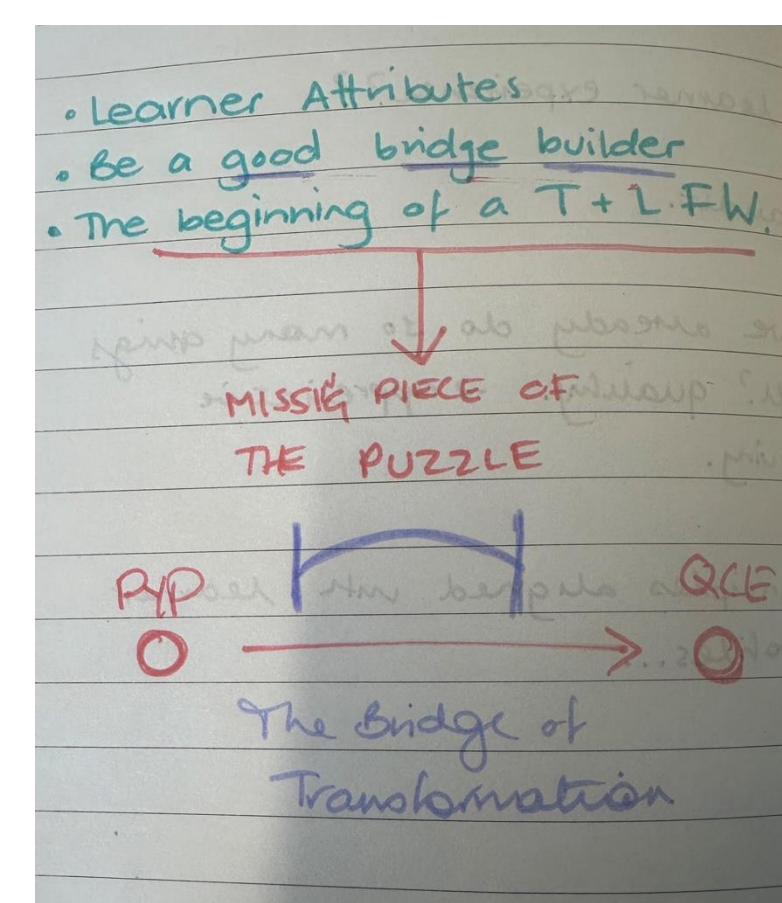 • Learner Attributes
• Be a good bridge builder
• The beginning of a T + L.FW.
MISSIG PIECE OF
THE PUZZLE
PYP
QCE
The Bridge of
Transformation